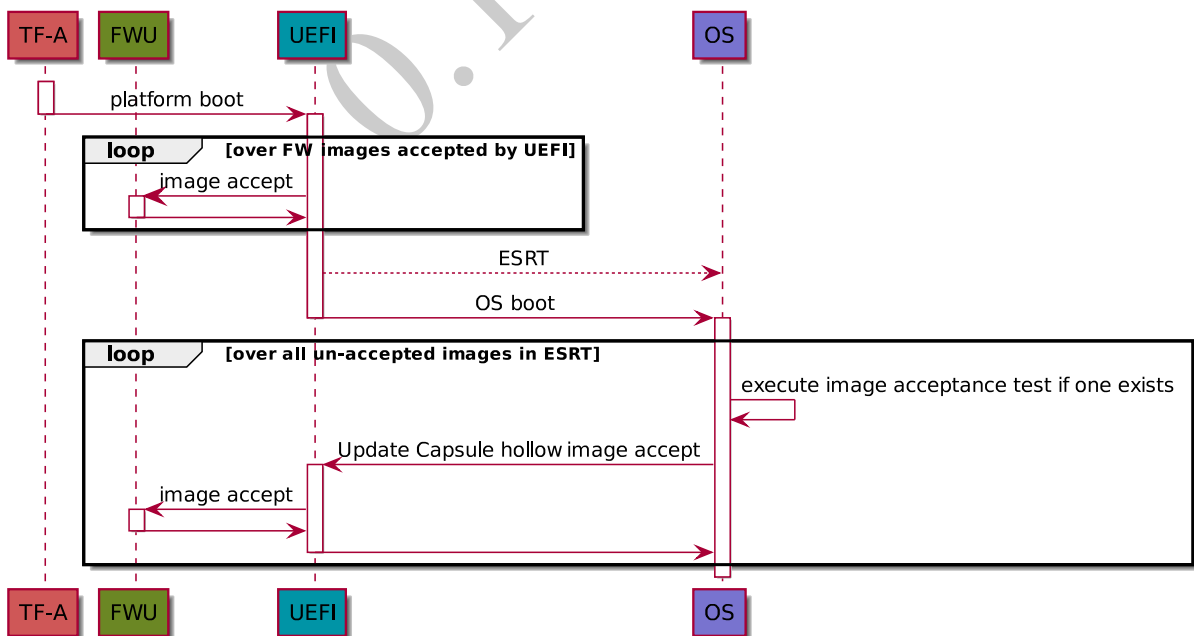 TF-A FWU UEFI OS
platform boot
loop [over FW images accepted by UEFI]
image accept
ESRT
OS boot
loop [over all un-accepted images in ESRT]
execute image acceptance test if one exists
Update Capsule hollow image accept
image accept
TF-A FWU UEFI OS